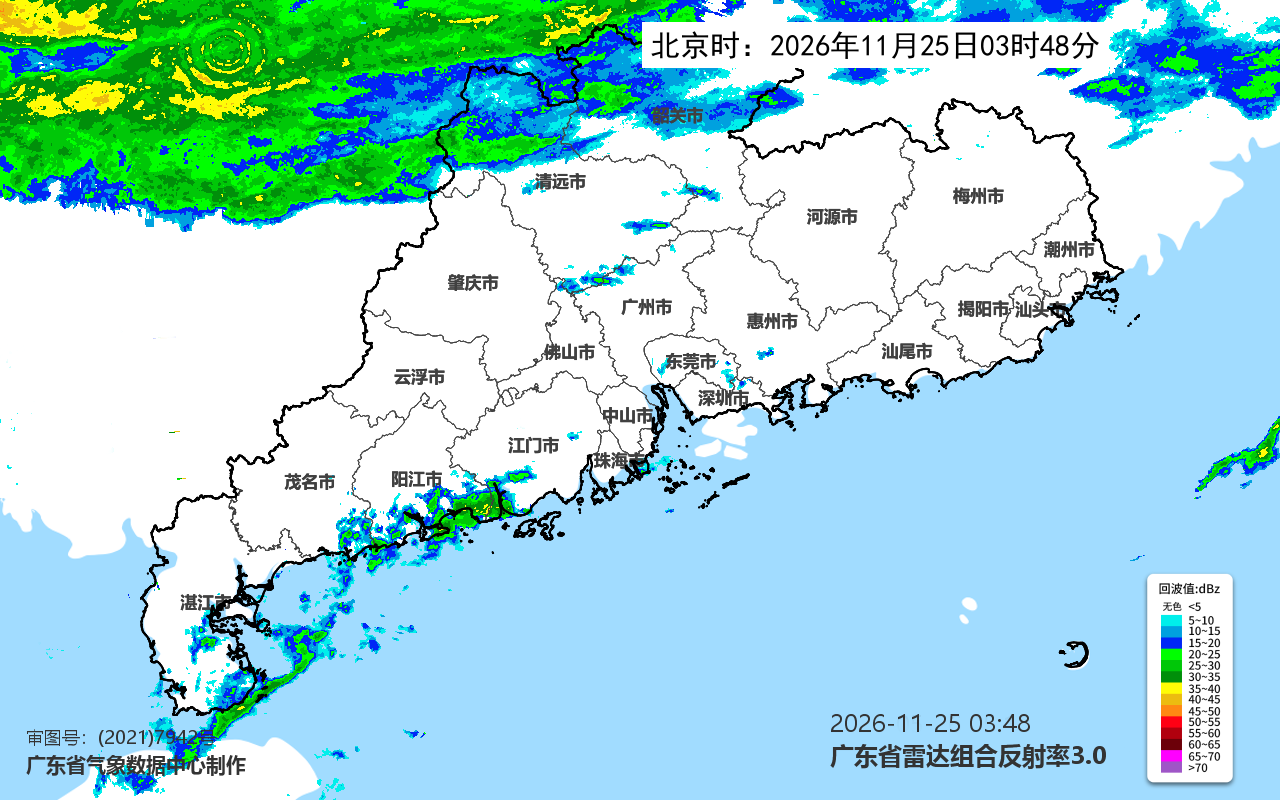 北京时：2026年11月25日03时48分
韶关市
清远市
梅州市
河源市
潮州市
肇庆市
广州市
揭阳市
汕头市
惠州市
佛山市
汕尾市
东莞市
云浮市
深圳市
中山市
江门市
珠海市
阳江市
茂名市
湛江市
回波值:dBz
无色 <5
5~10
10~15
15~20
20~25
25~30
30~35
35~40
40~45
45~50
50~55
55~60
60~65
65~70
>70
2026-11-25 03:48
广东省雷达组合反射率3.0
审图号：(2021)7942号
广东省气象数据中心制作